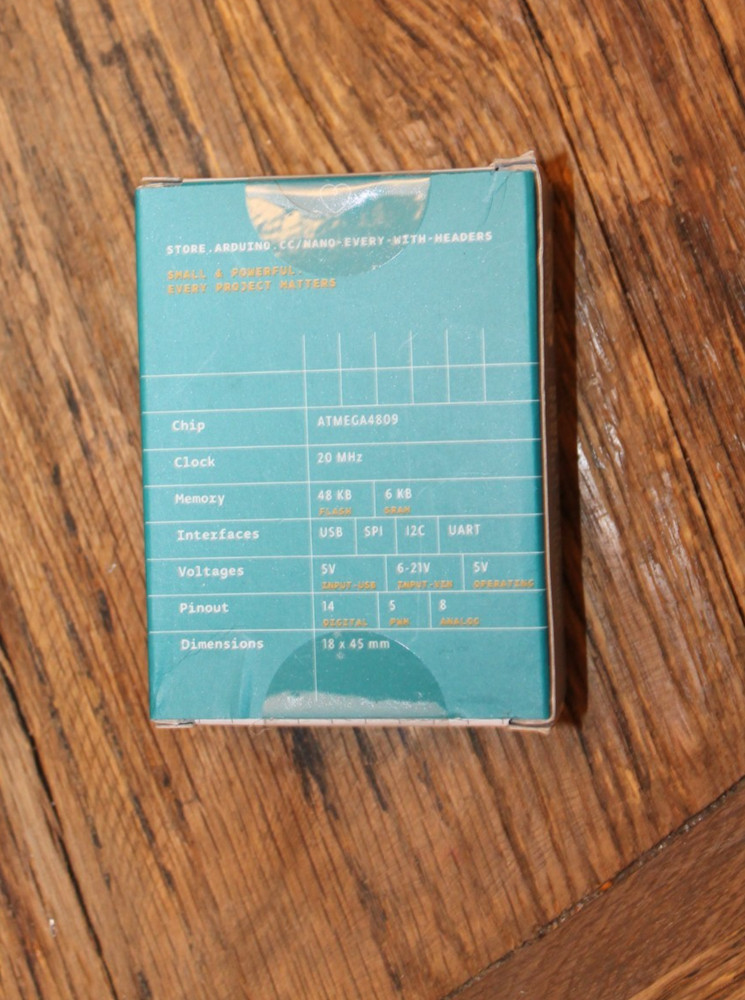 STORE.ARDUINO.CC/NANO-EVERY-WITH-HEADERS
SMALL & POWERFUL.
EVERY PROJECT MATTERS
Chip ATMEGA4809
Clock 20 MHz
Memory 48 KB 6 KB
FLASH SRAM
Interfaces USB SPI I2C UART
Voltages 5V 6-21V 5V
INPUT-USB INPUT-VIN OPERATING
Pinout 14 5 8
DIGITAL PWM ANALOG
Dimensions 18 x 45 mm